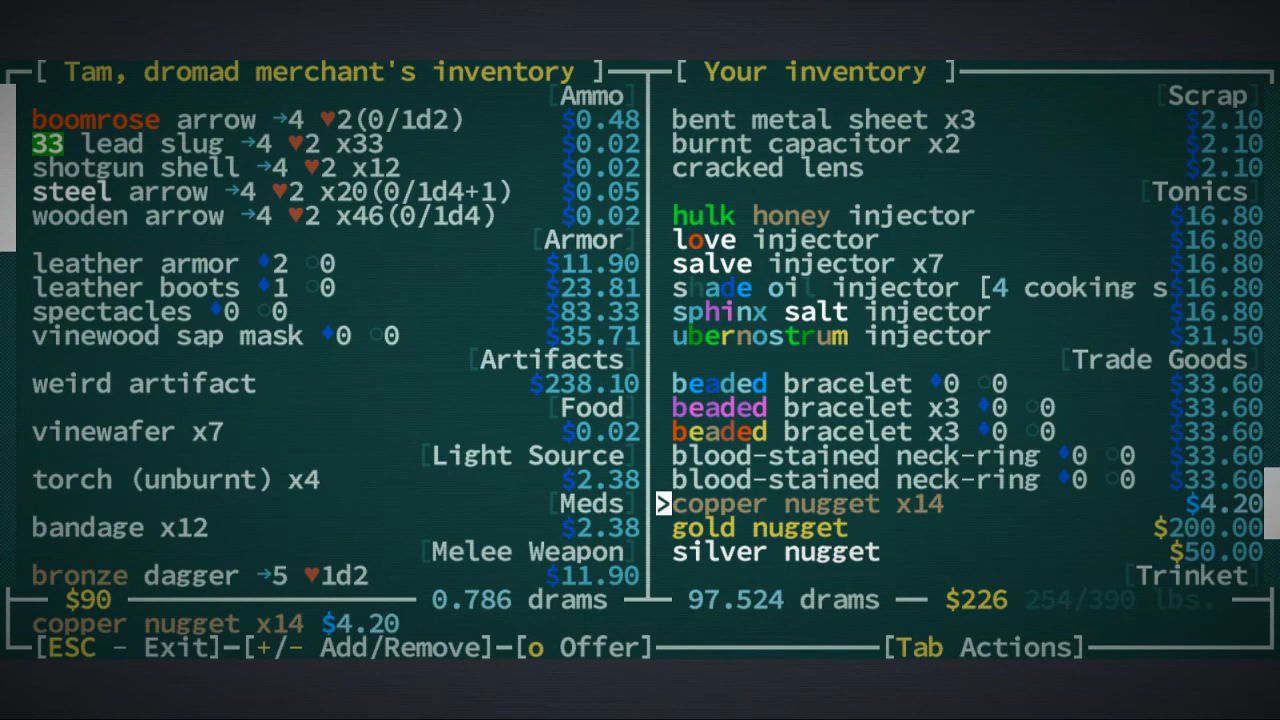 [ Tam, dromad merchant's inventory ]
[Ammo]
boomrose arrow →4 ♥2(0/1d2) $0.48
33 lead slug →4 ♥2 x33 $0.02
shotgun shell →4 ♥2 x12 $0.02
steel arrow →4 ♥2 x20(0/1d4+1) $0.05
wooden arrow →4 ♥2 x46(0/1d4) $0.02
[Armor]
leather armor ♦2 ○0 $11.90
leather boots ♦1 ○0 $23.81
spectacles ♦0 ○0 $83.33
vinewood sap mask ♦0 ○0 $35.71
[Artifacts]
weird artifact $238.10
[Food]
vinewafer x7 $0.02
[Light Source]
torch (unburnt) x4 $2.38
[Meds]
bandage x12 $2.38
[Melee Weapon]
bronze dagger →5 ♥1d2 $11.90
[ Your inventory ]
[Scrap]
bent metal sheet x3 $2.10
burnt capacitor x2 $2.10
cracked lens $2.10
[Tonics]
hulk honey injector $16.80
love injector $16.80
salve injector x7 $16.80
shade oil injector [4 cooking s $16.80
sphinx salt injector $16.80
ubernostrum injector $31.50
[Trade Goods]
beaded bracelet ♦0 ○0 $33.60
beaded bracelet x3 ♦0 ○0 $33.60
beaded bracelet x3 ♦0 ○0 $33.60
blood-stained neck-ring ♦0 ○0 $33.60
blood-stained neck-ring ♦0 ○0 $33.60
>copper nugget x14 $4.20
gold nugget $200.00
silver nugget $50.00
[Trinket]
$90 0.786 drams 97.524 drams $226 254/390 lbs.
copper nugget x14 $4.20
[ESC - Exit] [+/- Add/Remove] [o Offer] [Tab Actions]